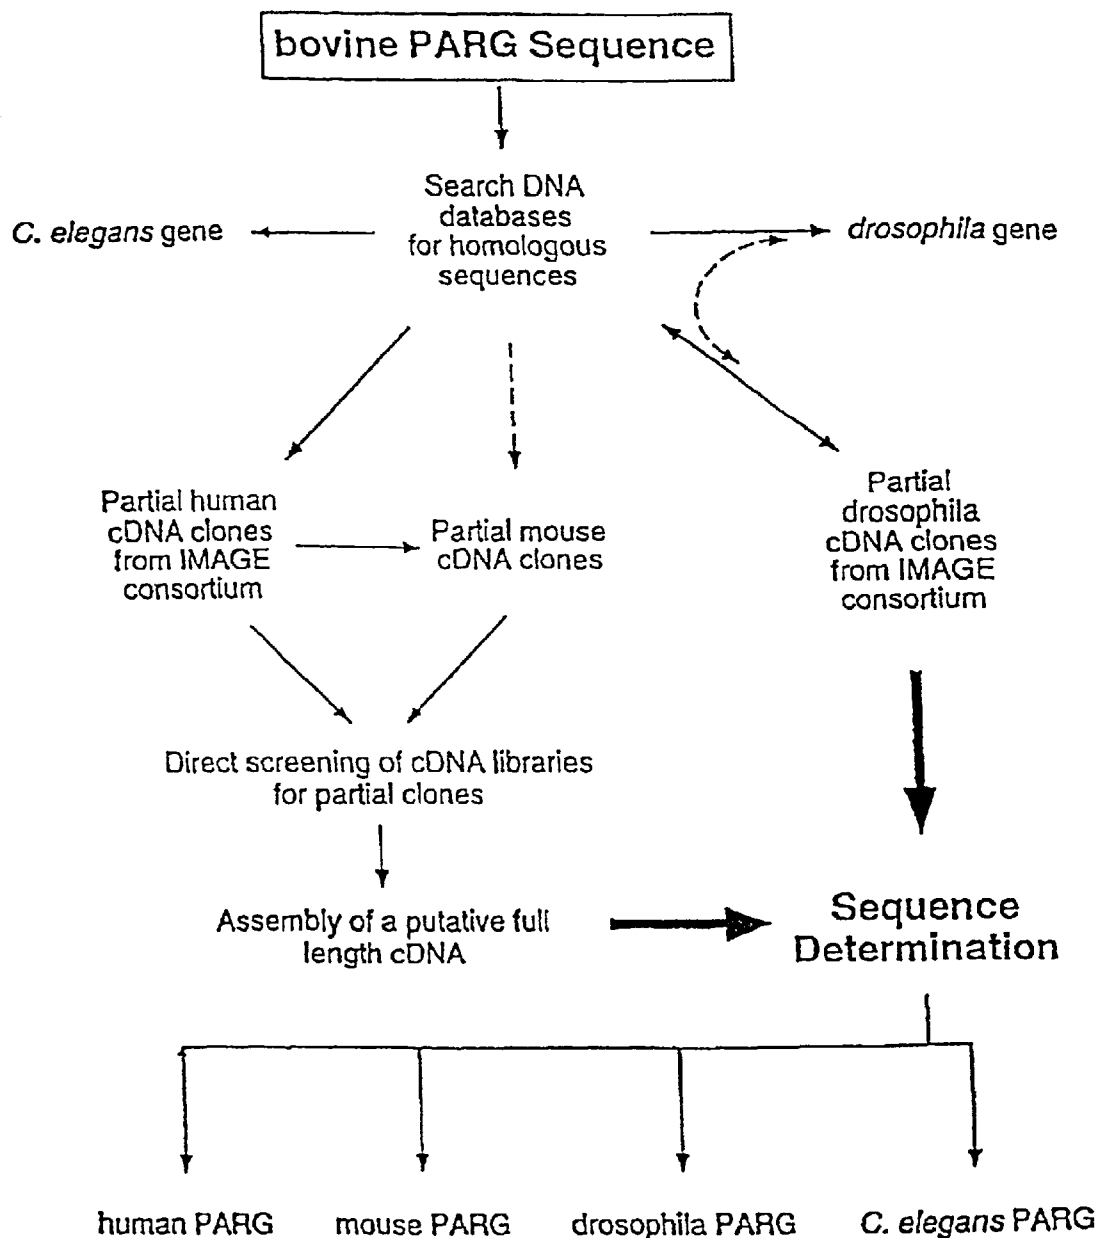 bovine PARG Sequence
Search DNA
databases
for homologous
sequences
C. elegans gene
drosophila gene
Partial human
cDNA clones
from IMAGE
consortium
Partial mouse
cDNA clones
Partial
drosophila
cDNA clones
from IMAGE
consortium
Direct screening of cDNA libraries
for partial clones
Assembly of a putative full
length cDNA
Sequence
Determination
human PARG
mouse PARG
drosophila PARG
C. elegans PARG